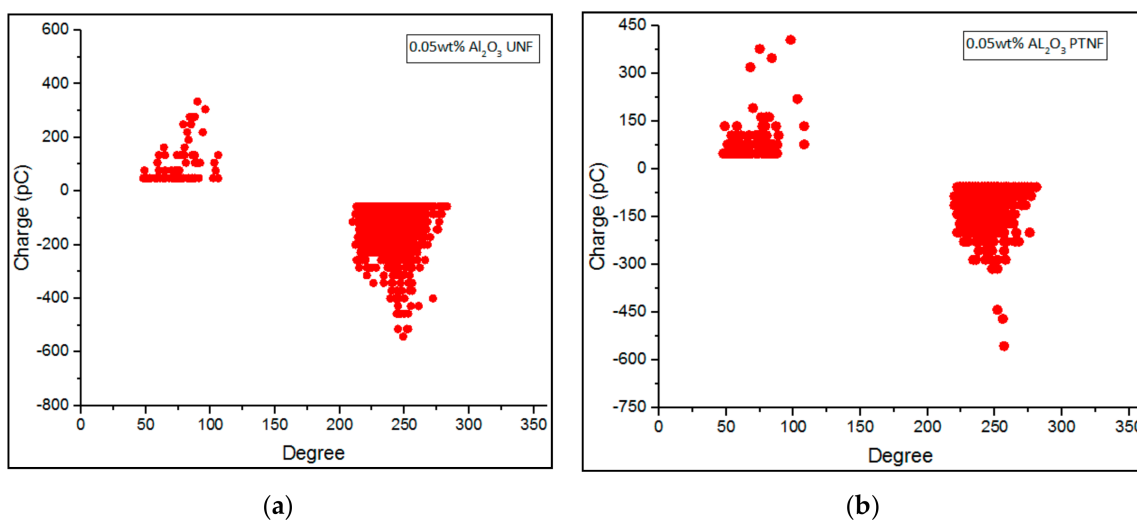 600
400
200
0
-200
-400
-600
-800
Charge (pC)
0.05wt% Al₂O₃ UNF
0 50 100 150 200 250 300 350
Degree
(a)
450
300
150
0
-150
-300
-450
-600
-750
Charge (pC)
0.05wt% AL₂O₃ PTNF
0 50 100 150 200 250 300 350
Degree
(b)